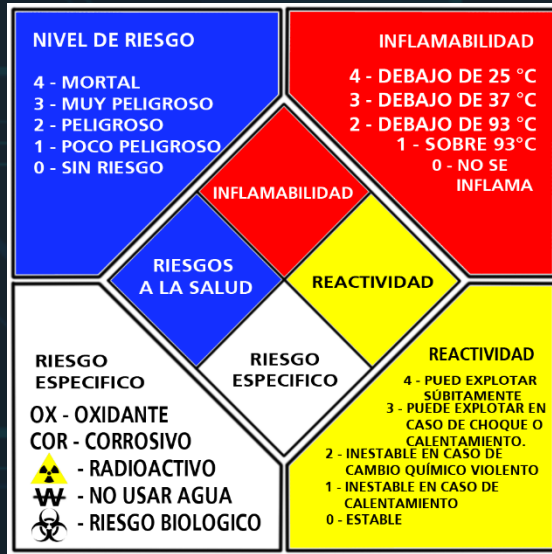 NIVEL DE RIESGO
4 - MORTAL
3 - MUY PELIGROSO
2 - PELIGROSO
1 - POCO PELIGROSO
0 - SIN RIESGO
INFLAMABILIDAD
4 - DEBAJO DE 25 °C
3 - DEBAJO DE 37 °C
2 - DEBAJO DE 93 °C
1 - SOBRE 93°C
0 - NO SE
INFLAMA
INFLAMABILIDAD
RIESGOS
A LA SALUD
REACTIVIDAD
RIESGO
ESPECIFICO
RIESGO
ESPECIFICO
OX - OXIDANTE
COR - CORROSIVO
- RADIOACTIVO
W - NO USAR AGUA
- RIESGO BIOLOGICO
REACTIVIDAD
4 - PUED EXPLOTAR
SÚBITAMENTE
3 - PUEDE EXPLOTAR EN
CASO DE CHOQUE O
CALENTAMIENTO.
2 - INESTABLE EN CASO DE
CAMBIO QUÍMICO VIOLENTO
1 - INESTABLE EN CASO DE
CALENTAMIENTO
0 - ESTABLE